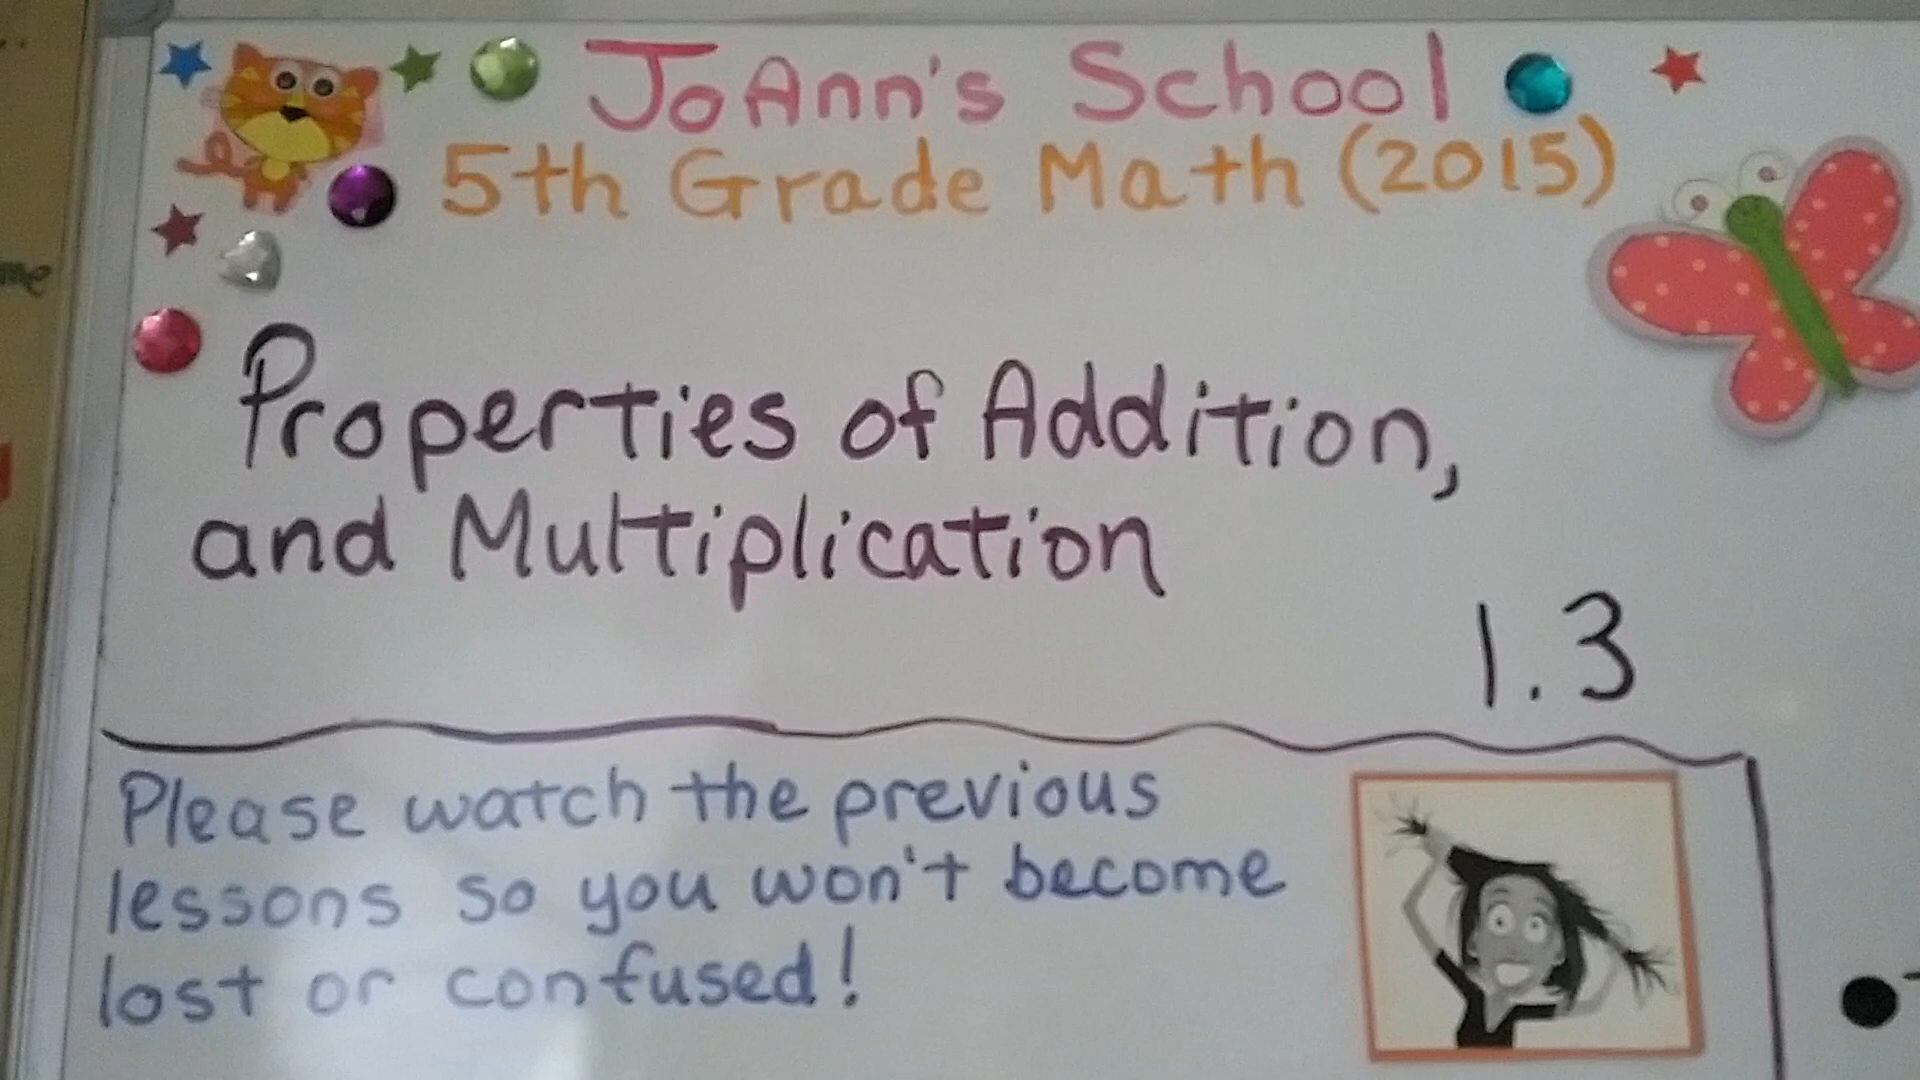 JoAnn's School
5th Grade Math (2015)
Properties of Addition,
and Multiplication
1.3
Please watch the previous
lessons so you won't become
lost or confused!
me